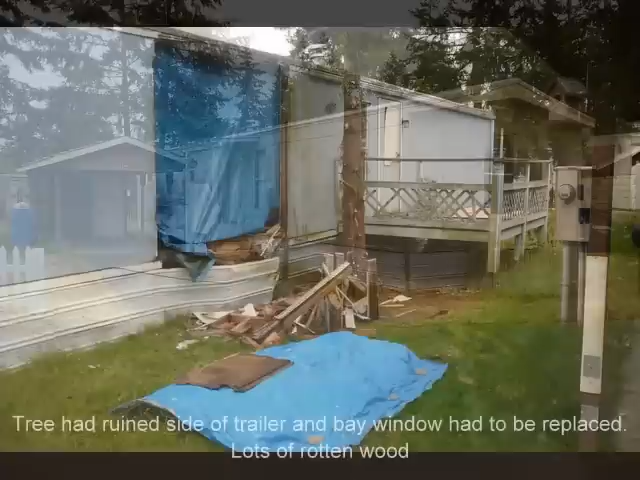 Tree had ruined side of trailer and bay window had to be replaced.
Lots of rotten wood